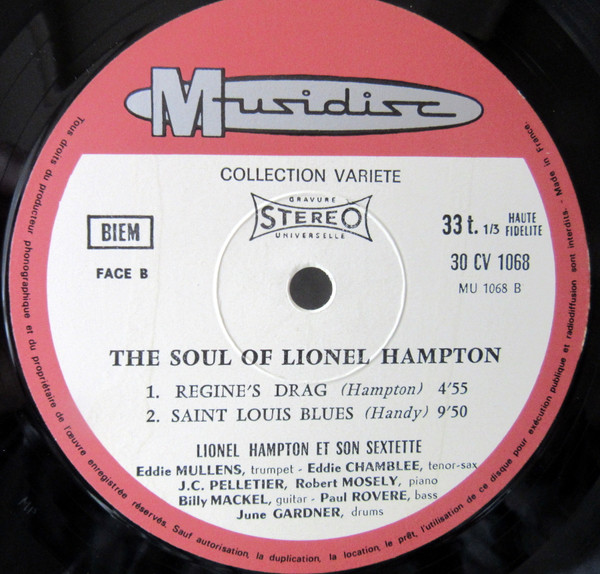 Musidisc
COLLECTION VARIETE
GRAVURE
STEREO
UNIVERSELLE
BIEM
FACE B
33 t. 1/3 HAUTE FIDELITE
30 CV 1068
MU 1068 B
THE SOUL OF LIONEL HAMPTON
1. REGINE'S DRAG (Hampton) 4'55
2. SAINT LOUIS BLUES (Handy) 9'50
LIONEL HAMPTON ET SON SEXTETTE
Eddie MULLENS, trumpet - Eddie CHAMBLEE, tenor-sax
J.C. PELLETIER, Robert MOSELY, piano
Billy MACKEL, guitar - Paul ROVERE, bass
June GARDNER, drums
Tous droits du producteur phonographique et du propriétaire de l'œuvre enregistrée réservés. Sauf autorisation, la duplication, la location, le prêt, l'utilisation de ce disque pour exécution publique et radiodiffusion sont interdits. - Made in France.